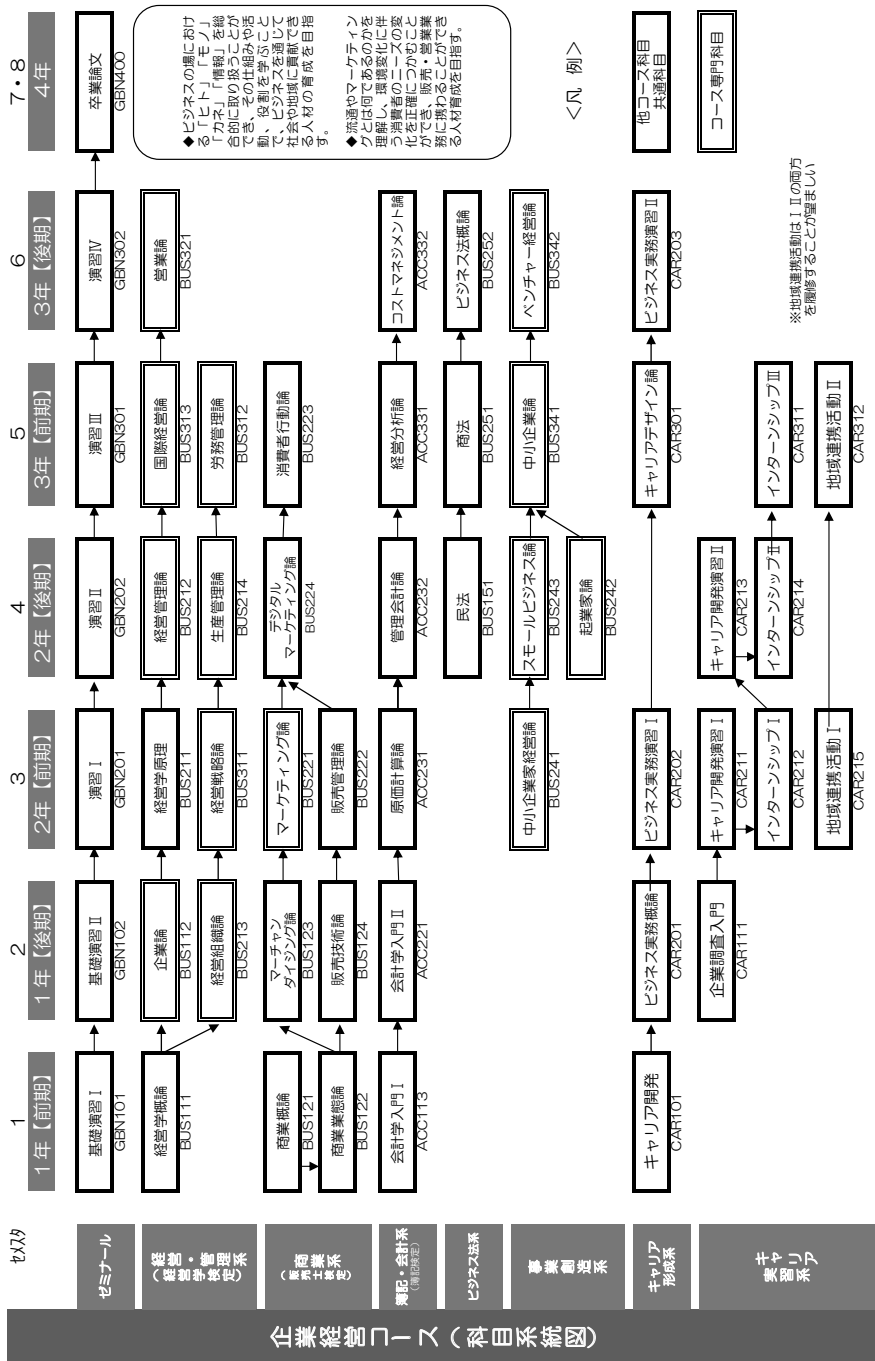 企業経営コース（科目系統図）
セメスタ
1
2
3
4
5
6
7・8
1年【前期】
1年【後期】
2年【前期】
2年【後期】
3年【前期】
3年【後期】
4年
ゼミナール
基礎演習Ⅰ
GBN101
基礎演習Ⅱ
GBN102
演習Ⅰ
GBN201
演習Ⅱ
GBN202
演習Ⅲ
GBN301
演習Ⅳ
GBN302
卒業論文
GBN400
経営・管理系
（経営学検定）
経営学概論
BUS111
企業論
BUS112
経営学原理
BUS211
経営管理論
BUS212
国際経営論
BUS313
営業論
BUS321
経営組織論
BUS213
経営戦略論
BUS311
生産管理論
BUS214
労務管理論
BUS312
商業系
（販売士検定）
商業概論
BUS121
マーチャン
ダイジング論
BUS123
マーケティング論
BUS221
デジタル
マーケティング論
BUS224
消費者行動論
BUS223
商業業態論
BUS122
販売技術論
BUS124
販売管理論
BUS222
簿記・会計系
（簿記検定）
会計学入門Ⅰ
ACC113
会計学入門Ⅱ
ACC221
原価計算論
ACC231
管理会計論
ACC232
経営分析論
ACC331
コストマネジメント論
ACC332
ビジネス法系
民法
BUS151
商法
BUS251
ビジネス法概論
BUS252
事業創造系
中小企業家経営論
BUS241
スモールビジネス論
BUS243
中小企業論
BUS341
ベンチャー経営論
BUS342
起業家論
BUS242
キャリア
形成系
キャリア開発
CAR101
ビジネス実務概論
CAR201
ビジネス実務演習Ⅰ
CAR202
キャリアデザイン論
CAR301
ビジネス実務演習Ⅱ
CAR203
キャリア
実習系
企業調査入門
CAR111
キャリア開発演習Ⅰ
CAR211
キャリア開発演習Ⅱ
CAR213
インターンシップⅠ
CAR212
インターンシップⅡ
CAR214
インターンシップⅢ
CAR311
地域連携活動Ⅰ
CAR215
地域連携活動Ⅱ
CAR312
◆ビジネスの場におけ
る「ヒト」「モノ」
「カネ」「情報」を総
合的に取り扱うことが
でき、その仕組みや活
動、役割を学ぶこと
で、ビジネスを通じて
社会や地域に貢献でき
る人材の育成を目指
す。
◆流通やマーケティン
グとは何であるのかを
理解し、環境変化に伴
う消費者のニーズの変
化を正確につかむこと
ができ、販売・営業業
務に携わることができ
る人材育成を目指す。
＜凡　例＞
他コース科目
共通科目
コース専門科目
※地域連携活動はⅠⅡの両方
を履修することが望ましい